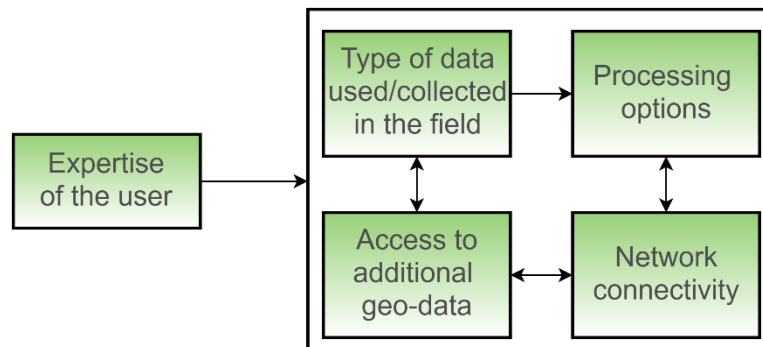 Expertise
of the user
Type of data
used/collected
in the field
Processing
options
Access to
additional
geo-data
Network
connectivity